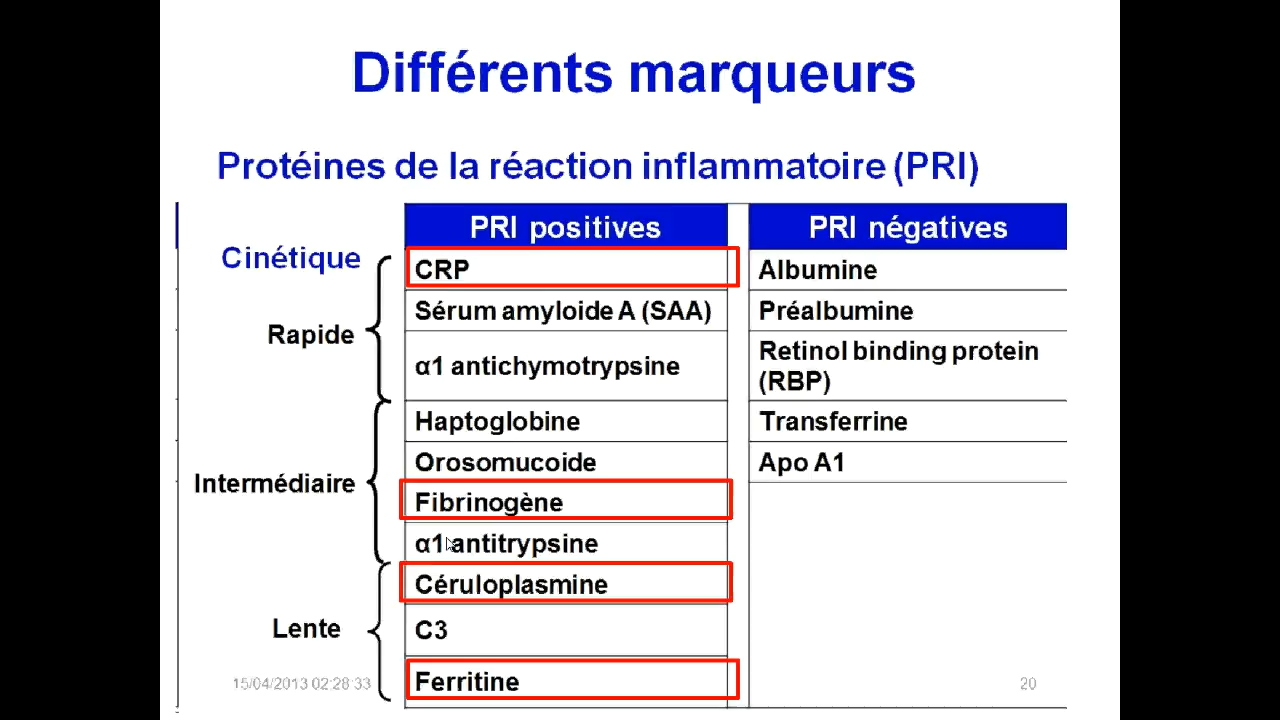 Différents marqueurs
Protéines de la réaction inflammatoire (PRI)
PRI positives
PRI négatives
Cinétique
CRP
Albumine
Sérum amyloide A (SAA)
Préalbumine
Rapide
α1 antichymotrypsine
Retinol binding protein
(RBP)
Haptoglobine
Transferrine
Orosomucoide
Apo A1
Intermédiaire
Fibrinogène
α1 antitrypsine
Céruloplasmine
Lente
C3
Ferritine
15/04/2013 02:28:33
20